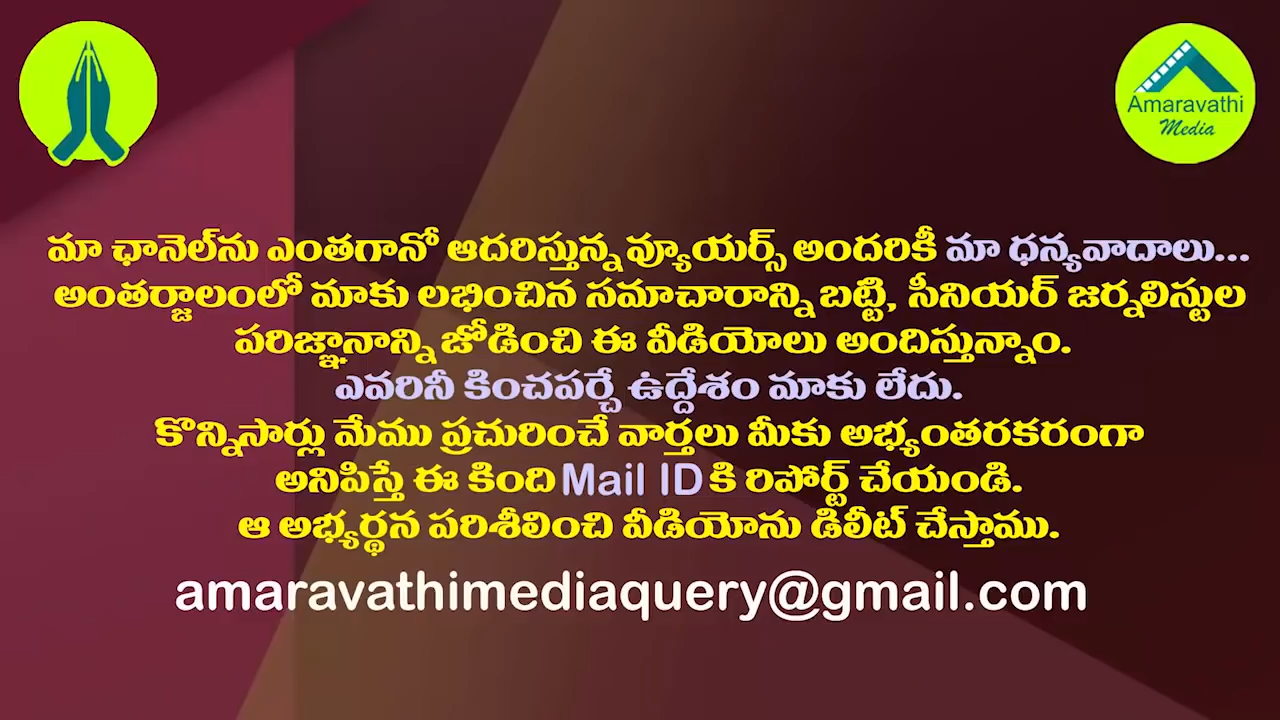 Amaravathi
Media
మా ఛానెల్‌ను ఎంతగానో ఆదరిస్తున్న వ్యూయర్స్ అందరికీ మా ధన్యవాదాలు...
అంతర్జాలంలో మాకు లభించిన సమాచారాన్ని బట్టి, సీనియర్ జర్నలిస్టుల
పరిజ్ఞానాన్ని జోడించి ఈ వీడియోలు అందిస్తున్నాం.
ఎవరినీ కించపర్చే ఉద్దేశం మాకు లేదు.
కొన్నిసార్లు మేము ప్రచురించే వార్తలు మీకు అభ్యంతరకరంగా
అనిపిస్తే ఈ కింది Mail ID కి రిపోర్ట్ చేయండి.
ఆ అభ్యర్థన పరిశీలించి వీడియోను డిలీట్ చేస్తాము.
amaravathimediaquery@gmail.com